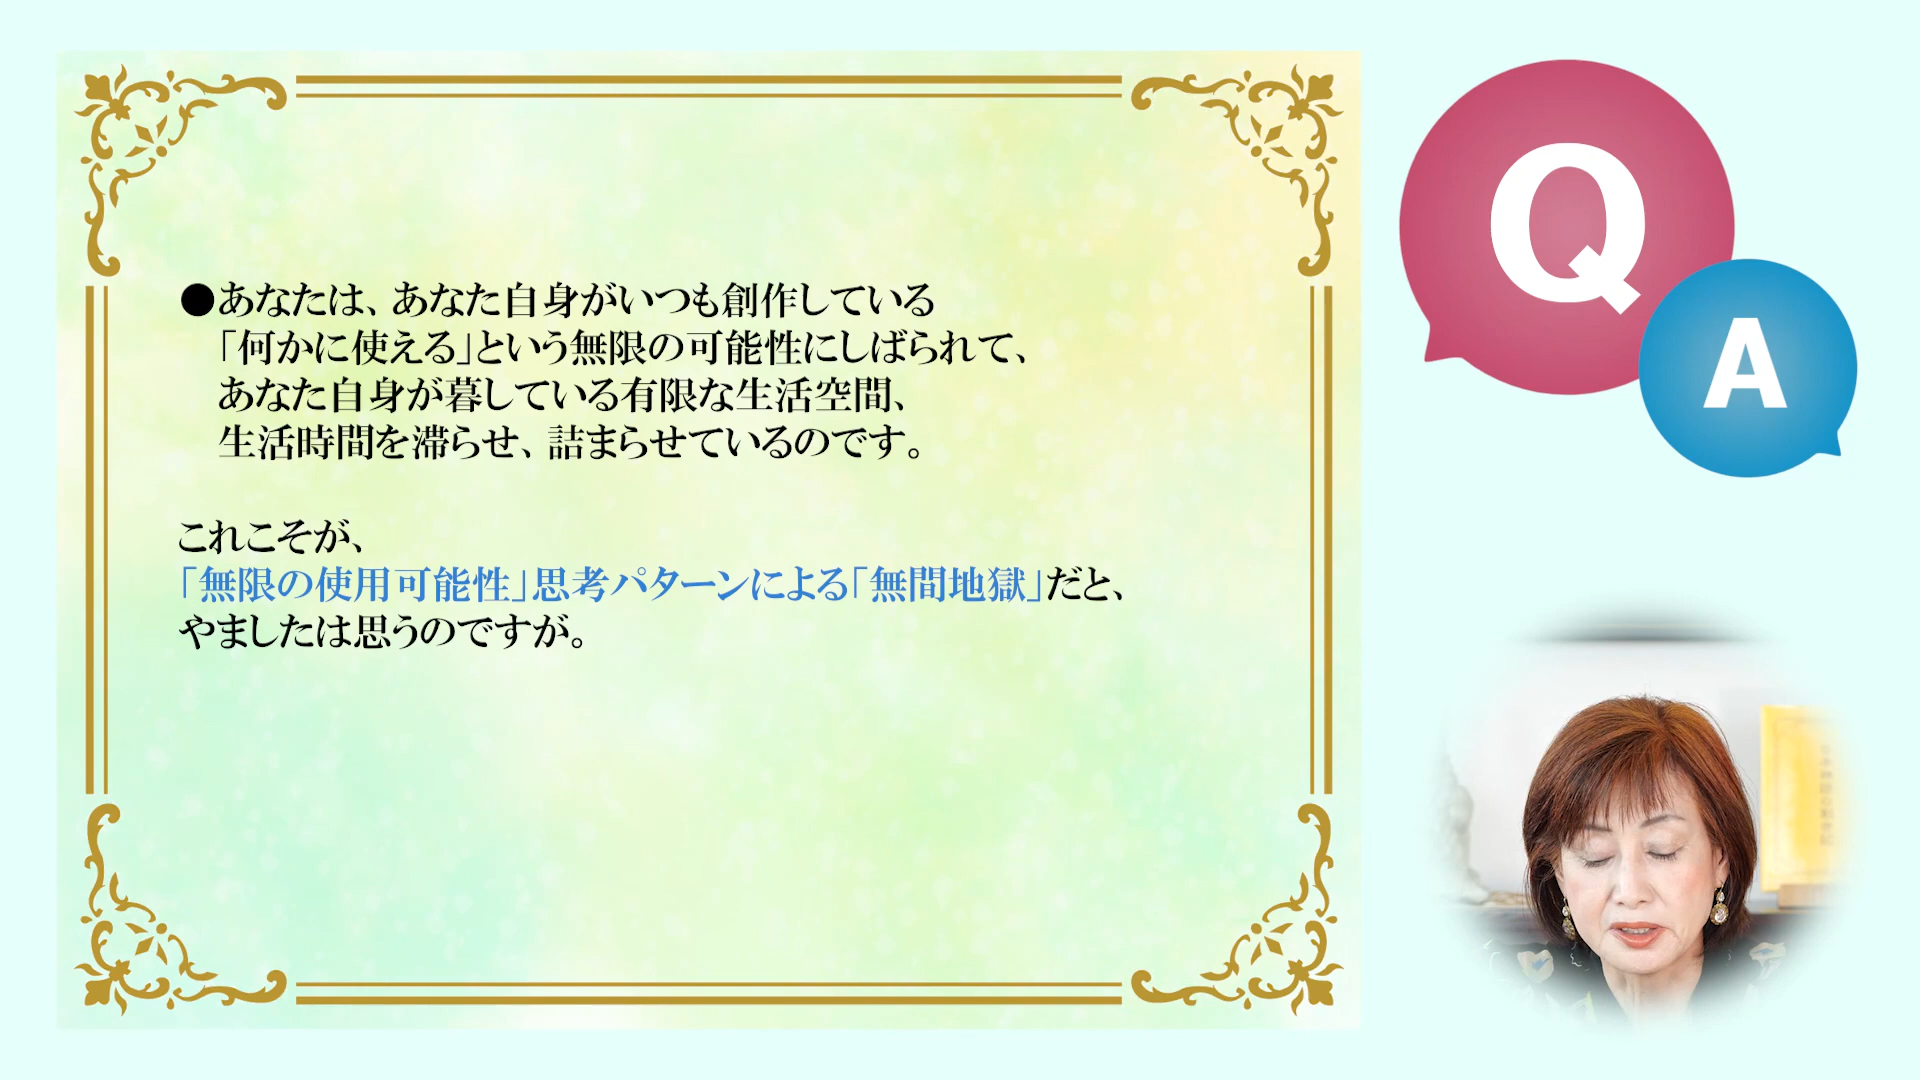 ●あなたは、あなた自身がいつも創作している
「何かに使える」という無限の可能性にしばられて、
あなた自身が暮している有限な生活空間、
生活時間を滞らせ、詰まらせているのです。
これこそが、
「無限の使用可能性」思考パターンによる「無間地獄」だと、
やましたは思うのですが。
Q
A